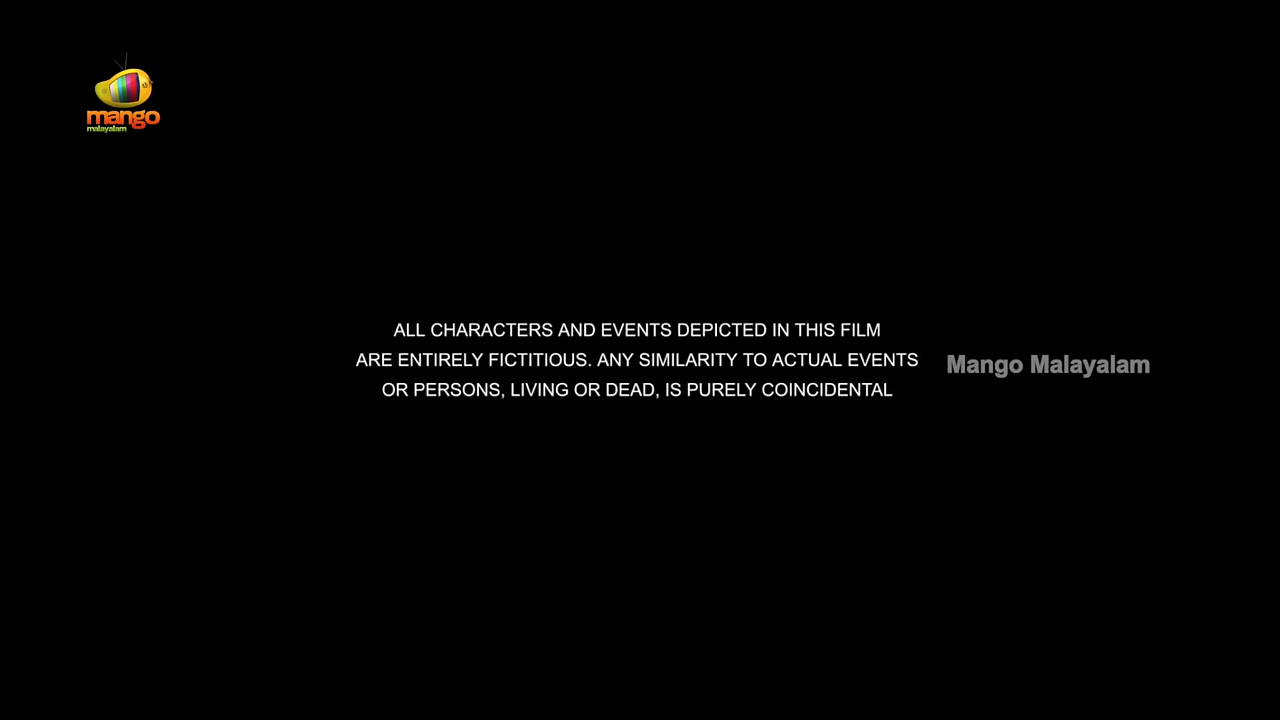 mango
malayalam
ALL CHARACTERS AND EVENTS DEPICTED IN THIS FILM
ARE ENTIRELY FICTITIOUS. ANY SIMILARITY TO ACTUAL EVENTS
OR PERSONS, LIVING OR DEAD, IS PURELY COINCIDENTAL
Mango Malayalam